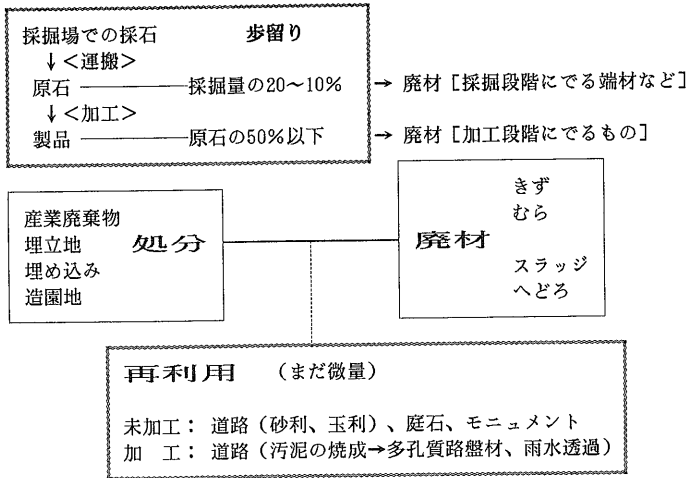 採掘場での採石　歩留り
↓＜運搬＞
原石 ――― 採掘量の20～10％ → 廃材［採掘段階にでる端材など］
↓＜加工＞
製品 ――― 原石の50％以下 → 廃材［加工段階にでるもの］
産業廃棄物
埋立地
埋め込み
造園地
処分
廃材
きず
むら
スラッジ
へどろ
再利用　（まだ微量）
未加工：道路（砂利、玉利）、庭石、モニュメント
加　工：道路（汚泥の焼成→多孔質路盤材、雨水透過）